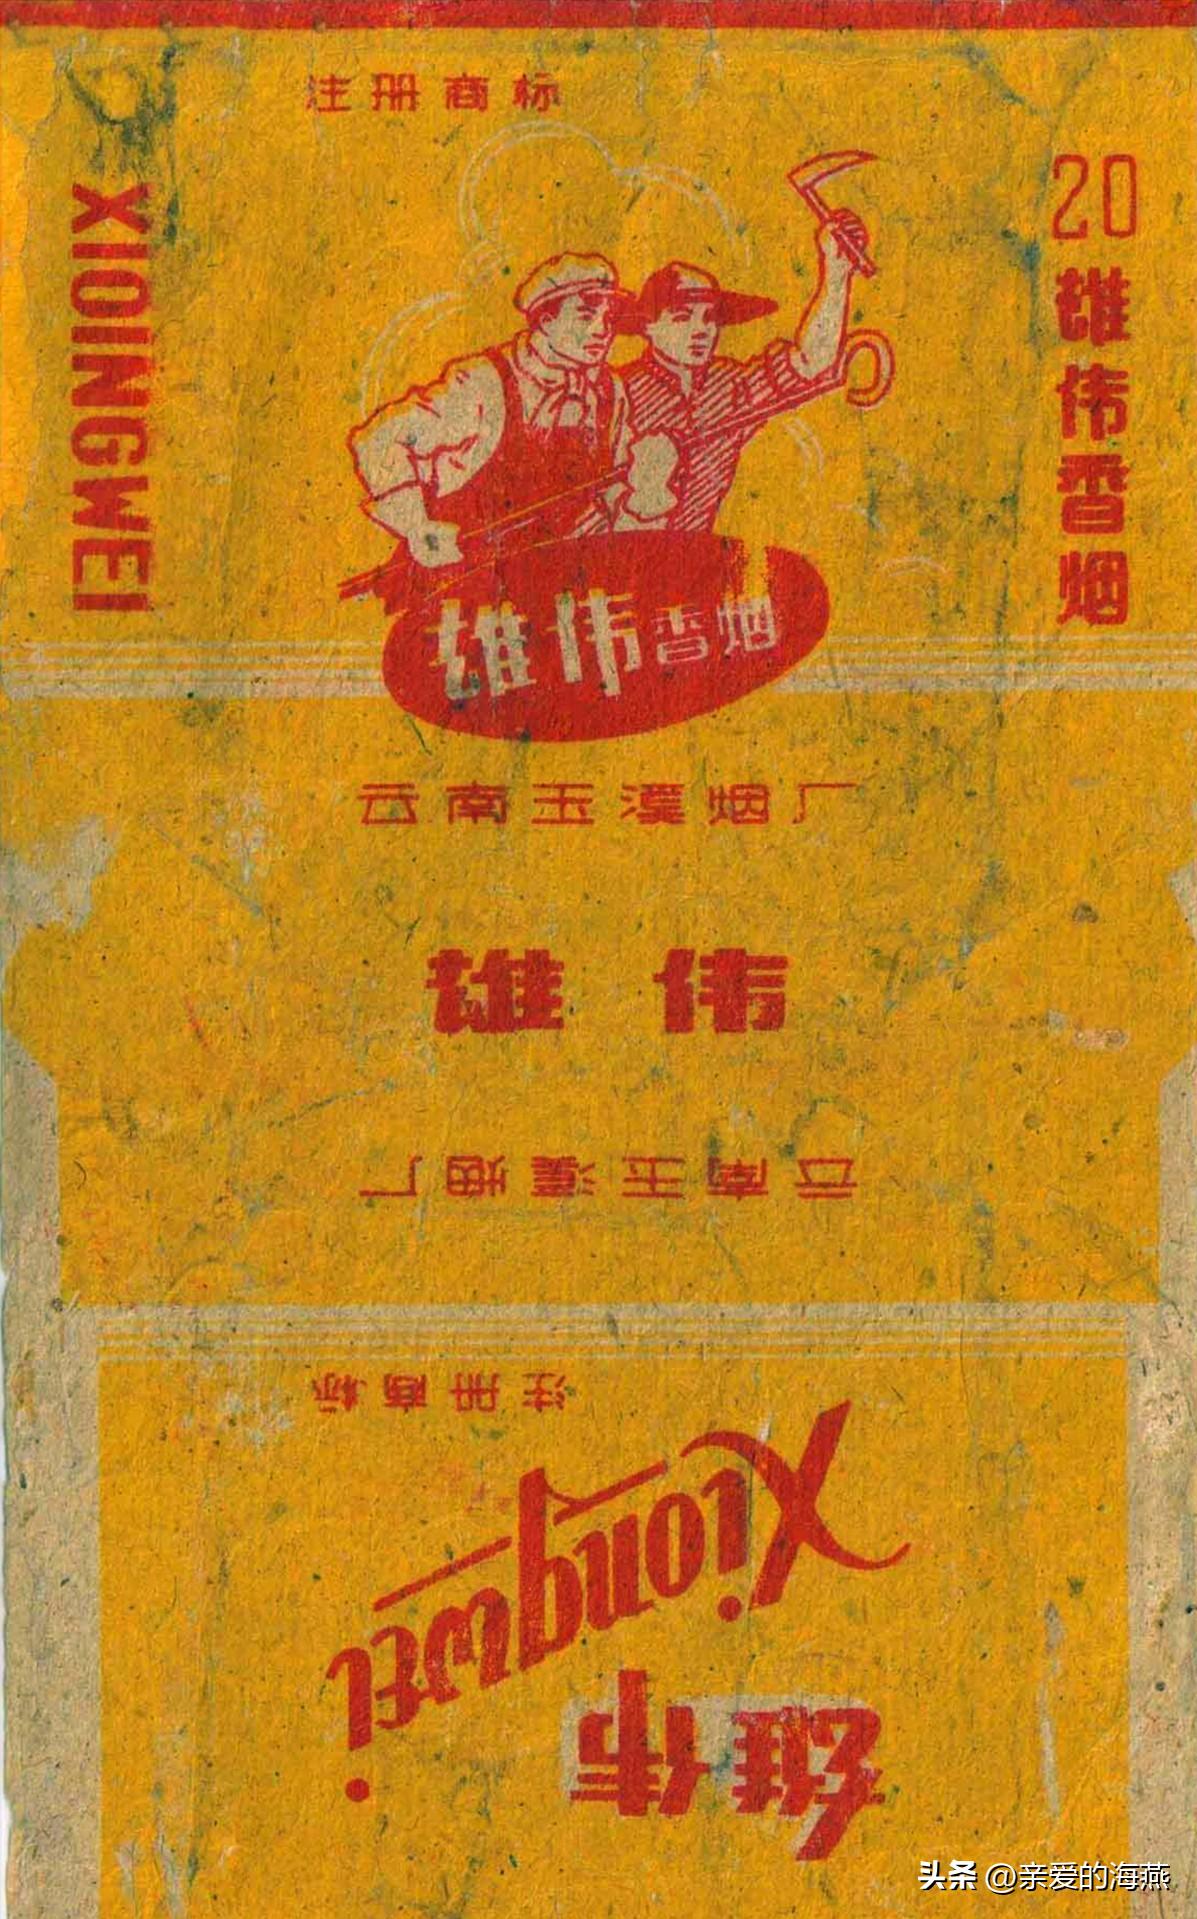 注册商标
XIOINGWEI
20
雄伟香烟
雄伟香烟
云南玉溪烟厂
雄伟
云南玉溪烟厂
注册商标
Xiongwei
雄伟
头条 @亲爱的海燕